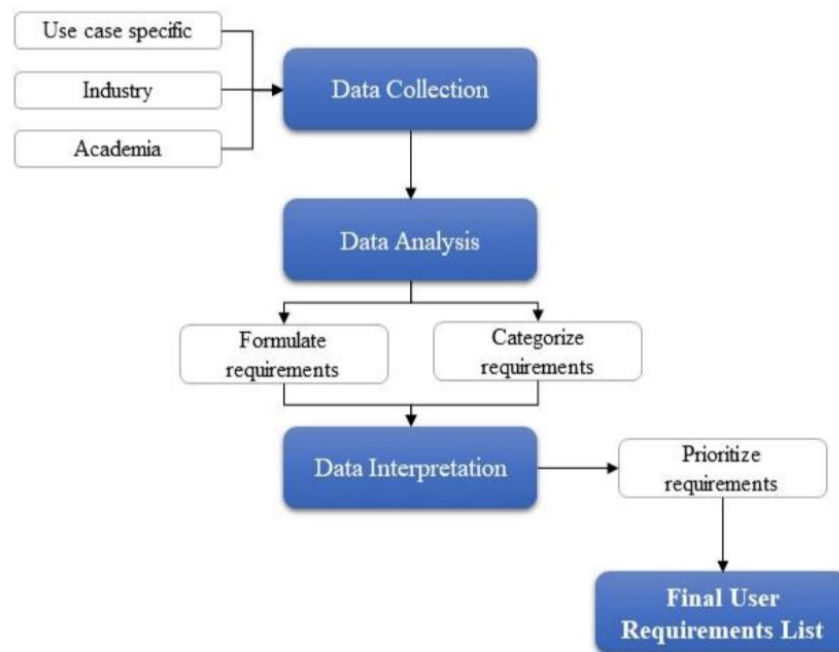 Use case specific
Industry
Academia
Data Collection
Data Analysis
Formulate
requirements
Categorize
requirements
Data Interpretation
Prioritize
requirements
Final User
Requirements List